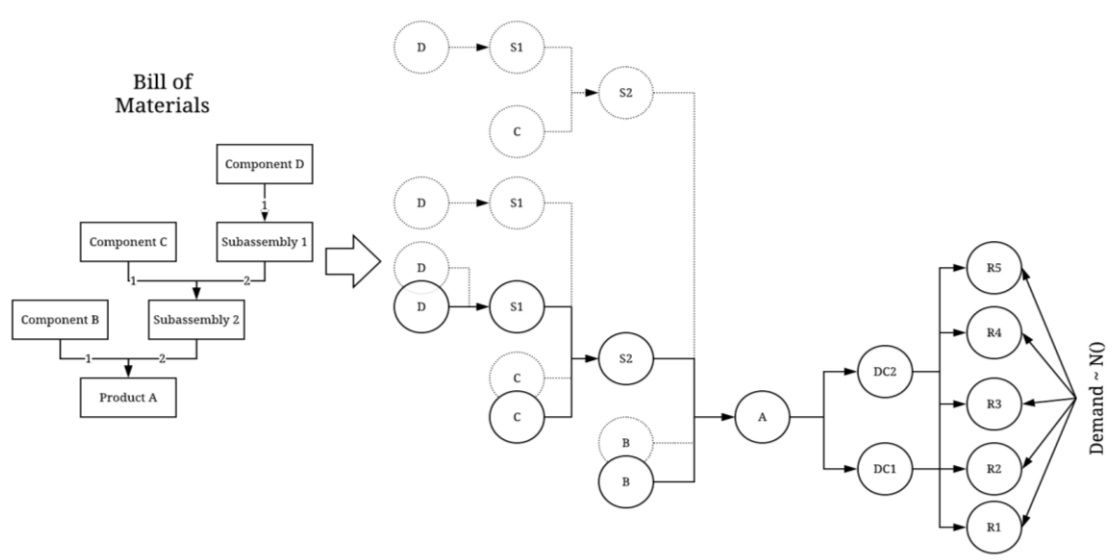 Bill of
Materials
Component D
1
Component C
Subassembly 1
1
2
Component B
Subassembly 2
1
2
Product A
D
S1
S2
C
D
S1
D
D
S1
S2
C
C
B
B
A
DC2
DC1
R5
R4
R3
R2
R1
Demand ~ N()